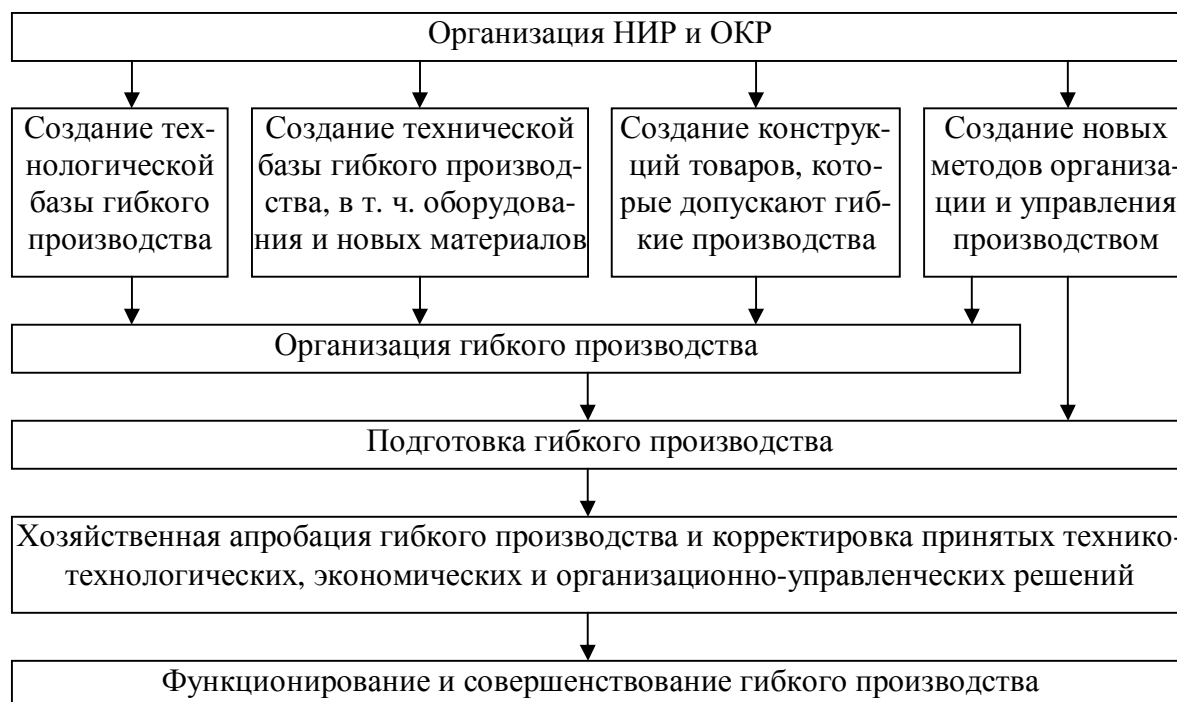 Организация НИР и ОКР
Создание тех-
нологической
базы гибкого
производства
Создание технической
базы гибкого производ-
ства, в т. ч. оборудова-
ния и новых материалов
Создание конструк-
ций товаров, кото-
рые допускают гиб-
кие производства
Создание новых
методов организа-
ции и управления
производством
Организация гибкого производства
Подготовка гибкого производства
Хозяйственная апробация гибкого производства и корректировка принятых технико-
технологических, экономических и организационно-управленческих решений
Функционирование и совершенствование гибкого производства